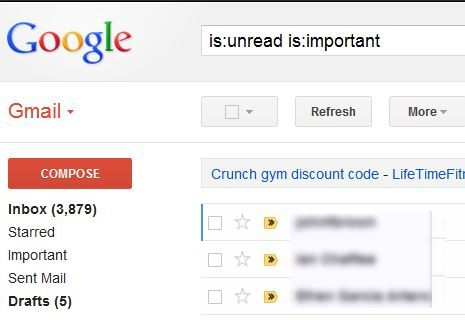 Google
is:unread is:important
Gmail
Refresh
More
COMPOSE
Crunch gym discount code - LifeTimeFitn
Inbox (3,879)
Starred
Important
Sent Mail
Drafts (5)